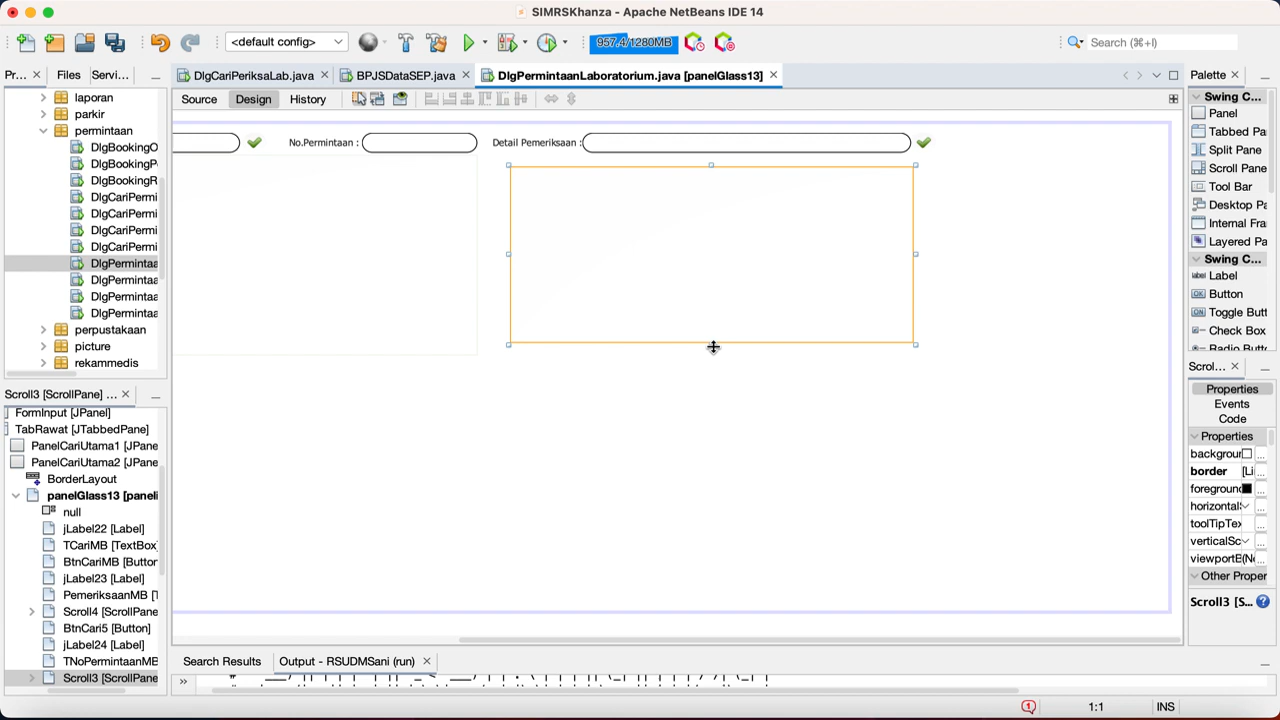 SIMRSKhanza - Apache NetBeans IDE 14
<default config>
957.4/1280MB
Search (⌘+I)
Pr...
Files
Servi...
DlgCariPeriksaLab.java
BPJSDataSEP.java
DlgPermintaanLaboratorium.java [panelGlass13]
Palette
Source
Design
History
laporan
parkir
permintaan
DlgBookingO
DlgBookingP
DlgBookingR
DlgCariPermi
DlgCariPermi
DlgCariPermi
DlgCariPermi
DlgPermintaa
DlgPermintaa
DlgPermintaa
DlgPermintaa
perpustakaan
picture
rekammedis
No.Permintaan :
Detail Pemeriksaan :
Swing C...
Panel
Tabbed Pa
Split Pane
Scroll Pane
Tool Bar
Desktop Pa
Internal Fra
Layered Pa
Swing C...
Label
Button
Toggle Butt
Check Box
Radio Butt
Scroll3 [ScrollPane] ...
FormInput [JPanel]
TabRawat [JTabbedPane]
PanelCariUtama1 [JPane
PanelCariUtama2 [JPane
BorderLayout
panelGlass13 [paneli
null
jLabel22 [Label]
TCariMB [TextBox]
BtnCariMB [Button
jLabel23 [Label]
PemeriksaanMB [T
Scroll4 [ScrollPane
BtnCari5 [Button]
jLabel24 [Label]
TNoPermintaanMB
Scroll3 [ScrollPane
Scrol...
Properties
Events
Code
Properties
backgroun
border [Li
foreground
horizontalS
toolTipTex
verticalSc
viewportB (N
Other Proper
Scroll3 [S...
Search Results
Output - RSUDMSani (run)
1:1
INS